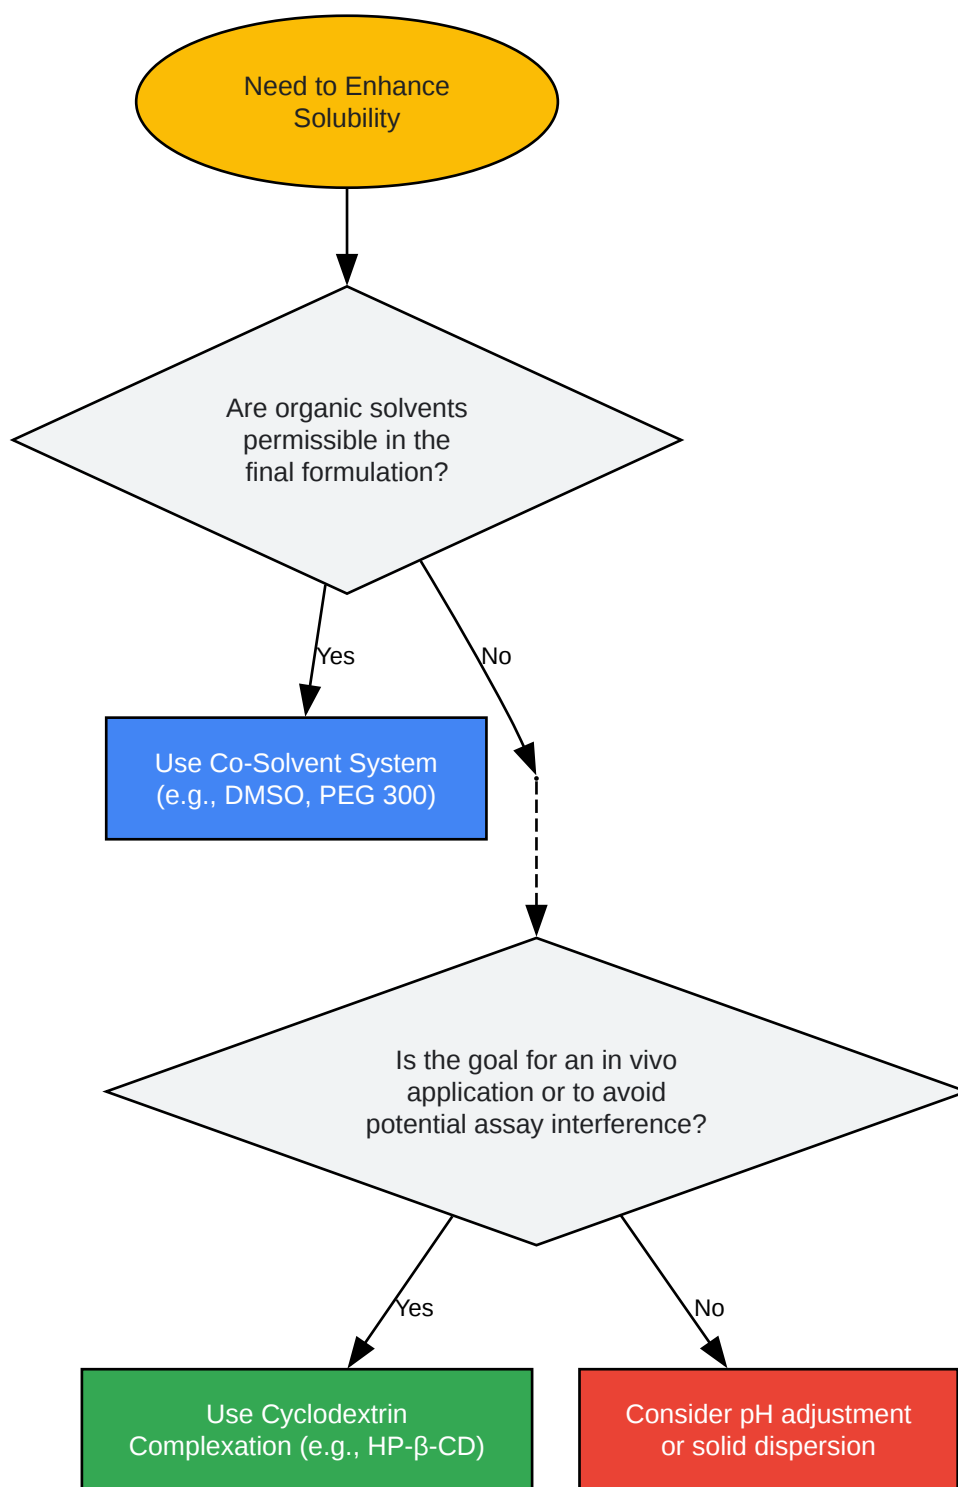 Need to Enhance
Solubility
Are organic solvents
permissible in the
final formulation?
Yes
No
Use Co-Solvent System
(e.g., DMSO, PEG 300)
Is the goal for an in vivo
application or to avoid
potential assay interference?
Yes
No
Use Cyclodextrin
Complexation (e.g., HP-β-CD)
Consider pH adjustment
or solid dispersion